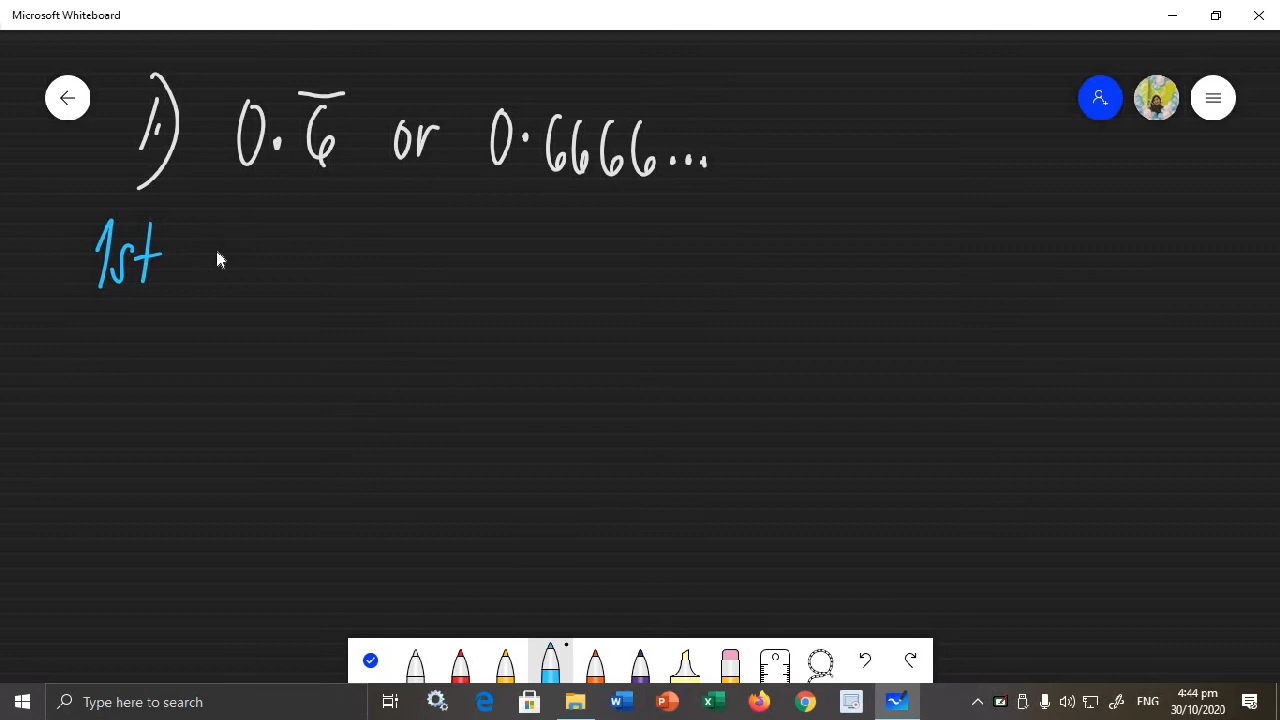 Microsoft Whiteboard
1.) 0.6̅ or 0.6666...
1st
Type here to search
ENG
4:44 pm
30/10/2020